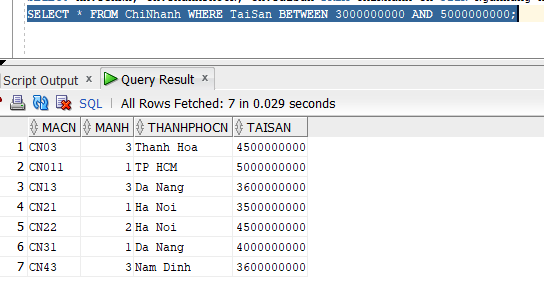 SELECT * FROM ChiNhanh WHERE TaiSan BETWEEN 3000000000 AND 5000000000;
Script Output x Query Result x
SQL | All Rows Fetched: 7 in 0.029 seconds
MACN MANH THANHPHOCN TAISAN
1 CN03 3 Thanh Hoa 4500000000
2 CN011 1 TP HCM 5000000000
3 CN13 3 Da Nang 3600000000
4 CN21 1 Ha Noi 3500000000
5 CN22 2 Ha Noi 4500000000
6 CN31 1 Da Nang 4000000000
7 CN43 3 Nam Dinh 3600000000